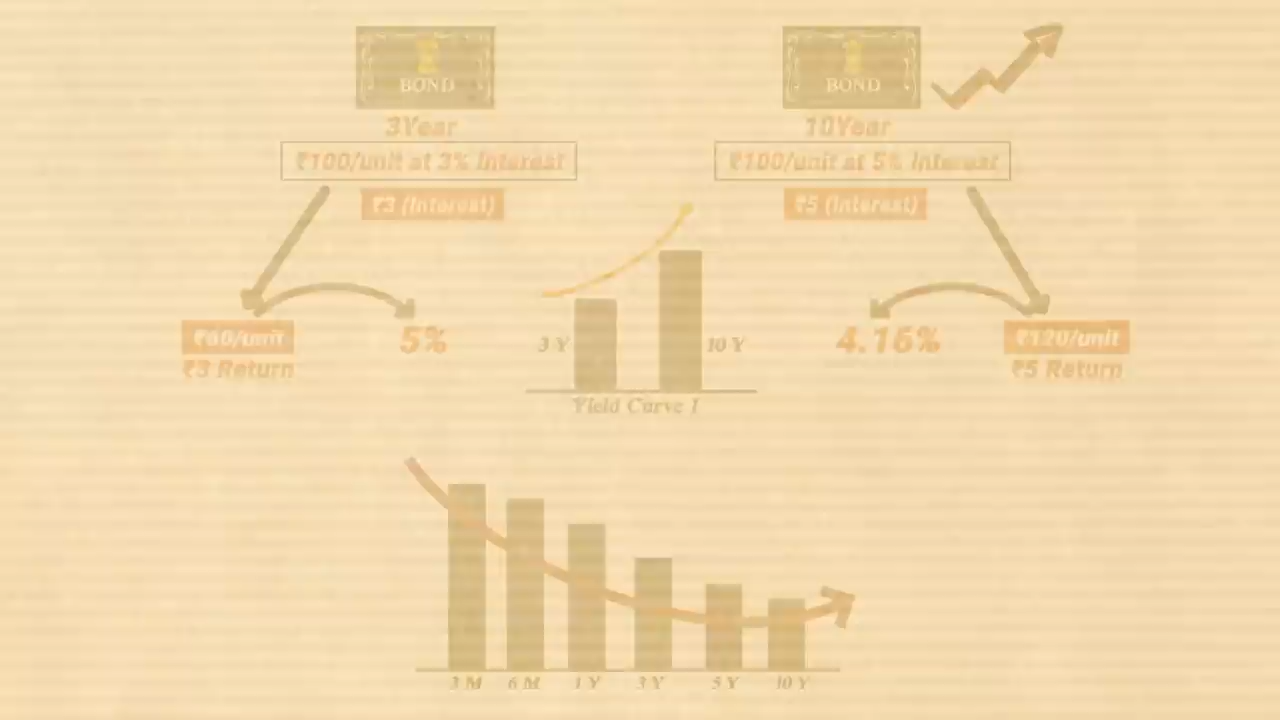 BOND
3Year
₹100/unit at 3% Interest
₹3 (Interest)
₹60/unit
₹3 Return
5%
BOND
10Year
₹100/unit at 5% Interest
₹5 (Interest)
4.16%
₹120/unit
₹5 Return
3 Y
10 Y
Yield Curve 1
3 M
6 M
1 Y
3 Y
5 Y
10 Y